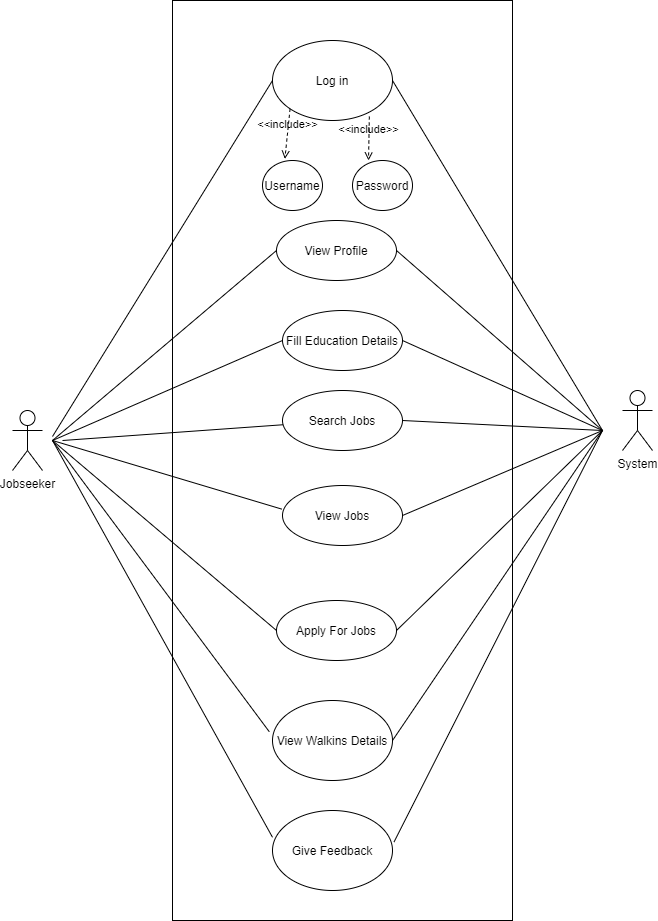 Log in
<<include>>
<<include>>
Username
Password
View Profile
Fill Education Details
Search Jobs
Jobseeker
System
View Jobs
Apply For Jobs
View Walkins Details
Give Feedback